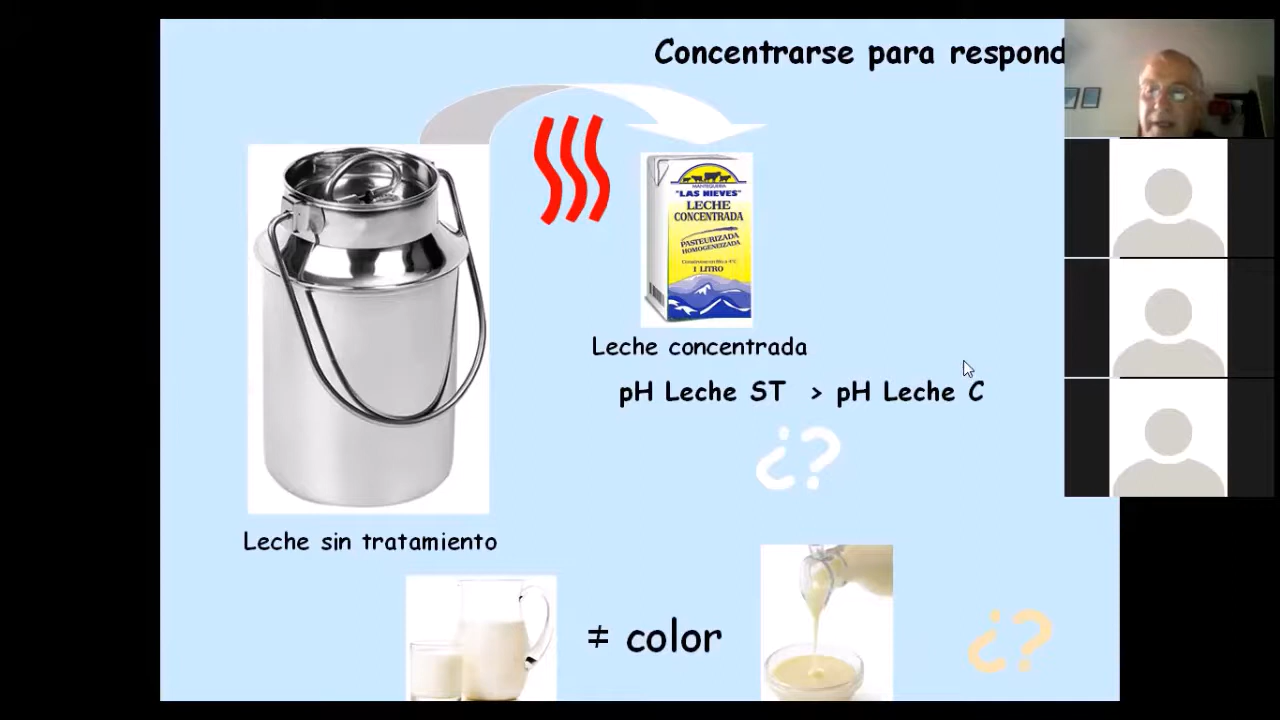 Concentrarse para respond
MANTEQUERIA
"LAS NIEVES"
LECHE
CONCENTRADA
PASTEURIZADA
HOMOGENEIZADA
1 LITRO
Leche concentrada
pH Leche ST > pH Leche C
¿?
Leche sin tratamiento
≠ color
¿?